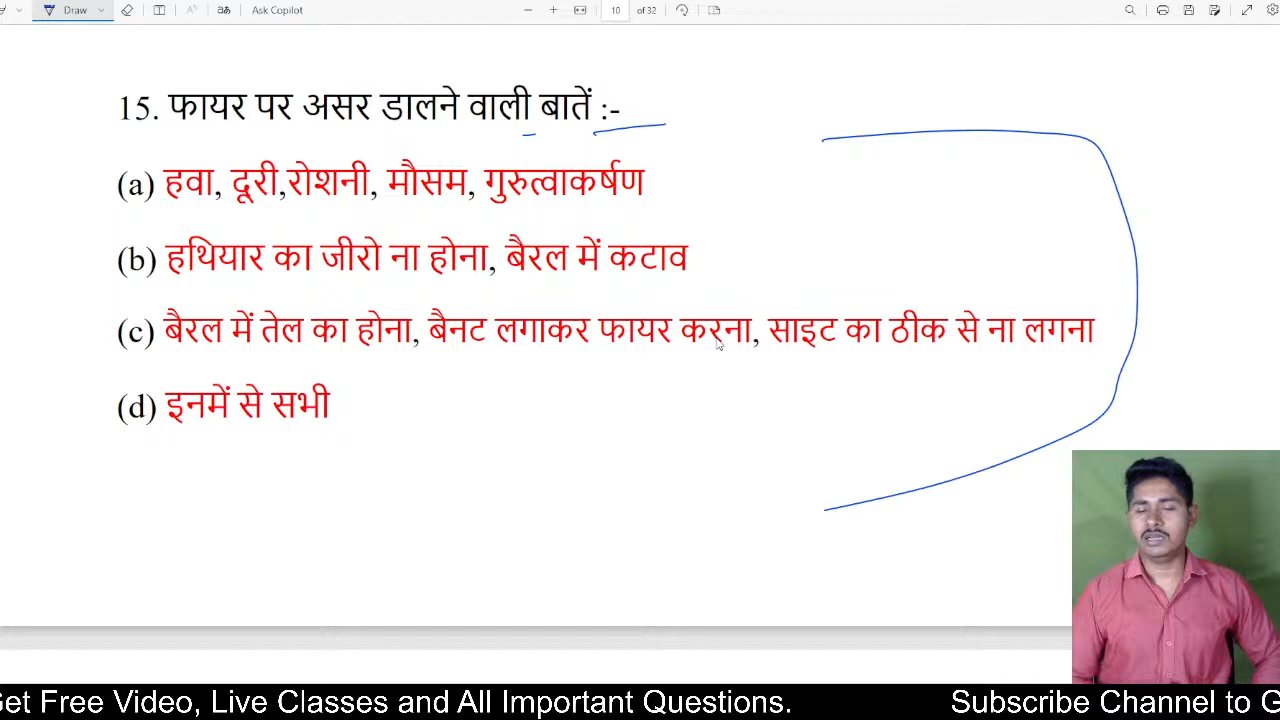 Draw
Ask Copilot
10 of 32
15. फायर पर असर डालने वाली बातें :-
(a) हवा, दूरी,रोशनी, मौसम, गुरुत्वाकर्षण
(b) हथियार का जीरो ना होना, बैरल में कटाव
(c) बैरल में तेल का होना, बैनट लगाकर फायर करना, साइट का ठीक से ना लगना
(d) इनमें से सभी
Get Free Video, Live Classes and All Important Questions. Subscribe Channel to G